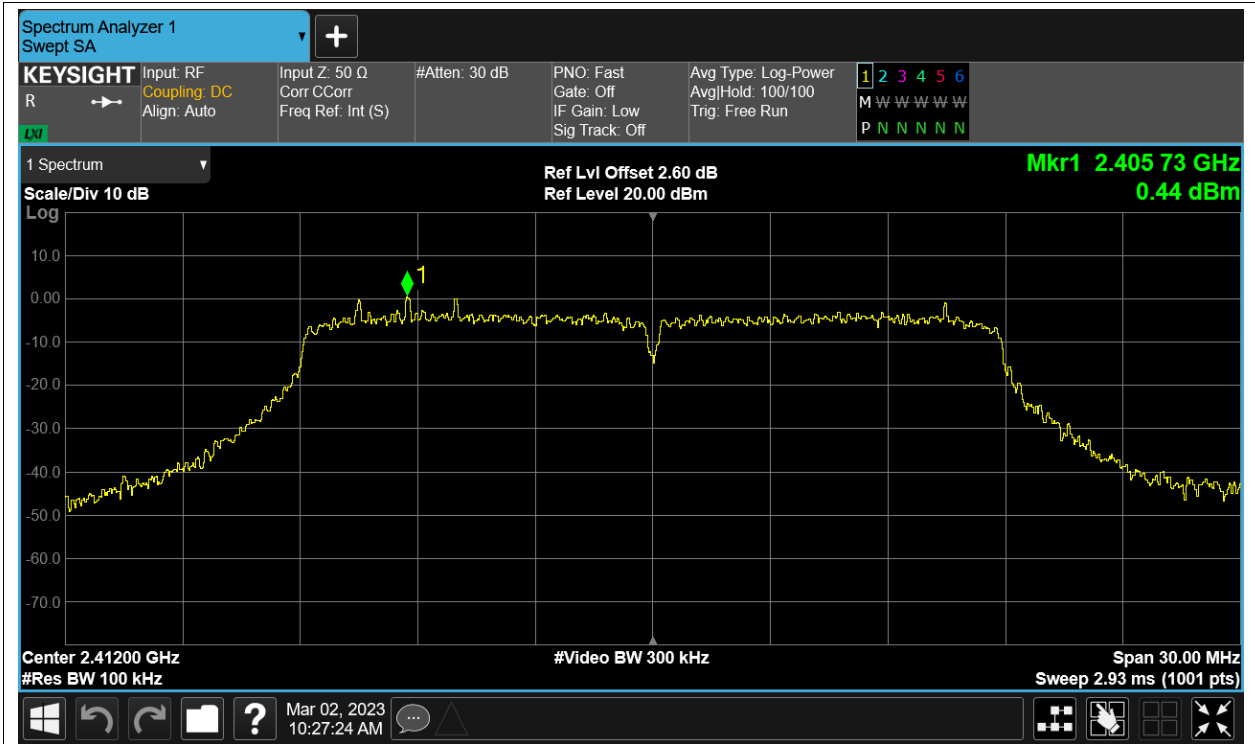 Spectrum Analyzer 1
Swept SA
KEYSIGHT
R
LXI
Input: RF
Coupling: DC
Align: Auto
Input Z: 50 Ω
Corr CCorr
Freq Ref: Int (S)
#Atten: 30 dB
PNO: Fast
Gate: Off
IF Gain: Low
Sig Track: Off
Avg Type: Log-Power
Avg|Hold: 100/100
Trig: Free Run
1 2 3 4 5 6
M W W W W W
P N N N N N
1 Spectrum
Scale/Div 10 dB
Log
Ref Lvl Offset 2.60 dB
Ref Level 20.00 dBm
Mkr1 2.405 73 GHz
0.44 dBm
10.0
0.00
-10.0
-20.0
-30.0
-40.0
-50.0
-60.0
-70.0
1
Center 2.41200 GHz
#Res BW 100 kHz
#Video BW 300 kHz
Span 30.00 MHz
Sweep 2.93 ms (1001 pts)
?
Mar 02, 2023
10:27:24 AM